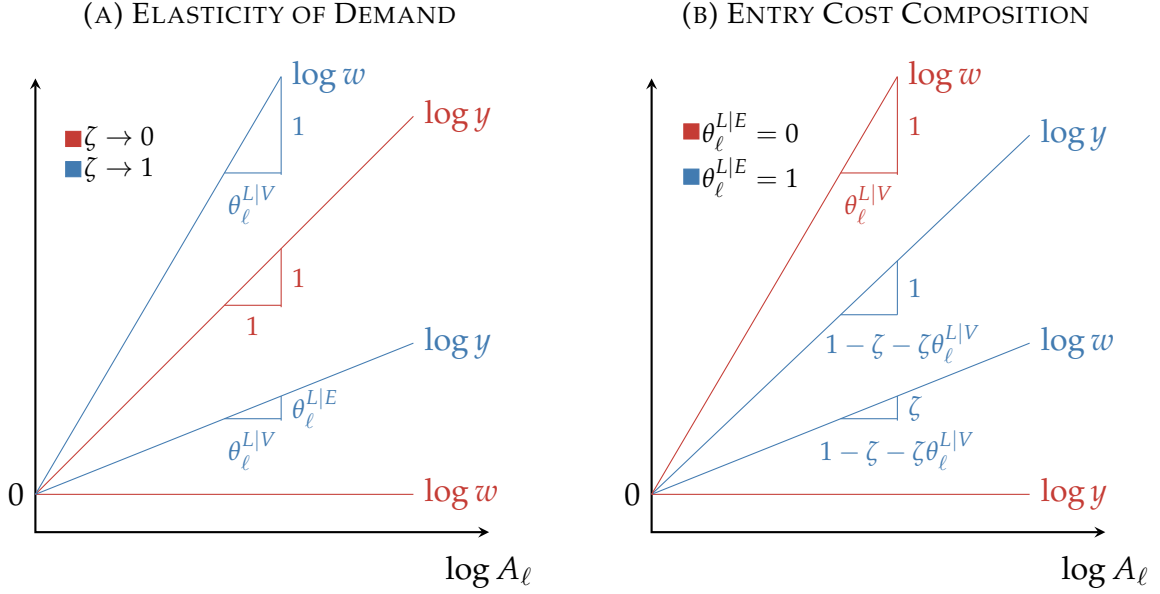 (A) ELASTICITY OF DEMAND
log w
ζ → 0
ζ → 1
1
log y
θ_ℓ^{L|V}
1
1
log y
θ_ℓ^{L|E}
θ_ℓ^{L|V}
0
log w
log A_ℓ
(B) ENTRY COST COMPOSITION
log w
θ_ℓ^{L|E} = 0
θ_ℓ^{L|E} = 1
1
log y
θ_ℓ^{L|V}
1
1 − ζ − ζθ_ℓ^{L|V}
log w
ζ
1 − ζ − ζθ_ℓ^{L|V}
0
log y
log A_ℓ